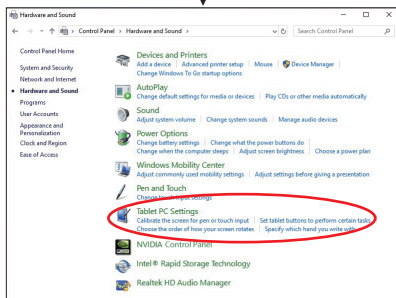 Hardware and Sound
Control Panel > Hardware and Sound >
Search Control Panel
Control Panel Home
System and Security
Network and Internet
Hardware and Sound
Programs
User Accounts
Appearance and
Personalization
Clock and Region
Ease of Access
Devices and Printers
Add a device | Advanced printer setup | Mouse | Device Manager |
Change Windows To Go startup options
AutoPlay
Change default settings for media or devices | Play CDs or other media automatically
Sound
Adjust system volume | Change system sounds | Manage audio devices
Power Options
Change battery settings | Change what the power buttons do |
Change when the computer sleeps | Adjust screen brightness | Choose a power plan
Windows Mobility Center
Adjust commonly used mobility settings | Adjust settings before giving a presentation
Pen and Touch
Change touch input settings
Tablet PC Settings
Calibrate the screen for pen or touch input | Set tablet buttons to perform certain tasks
Choose the order of how your screen rotates | Specify which hand you write with
NVIDIA Control Panel
Intel® Rapid Storage Technology
Realtek HD Audio Manager